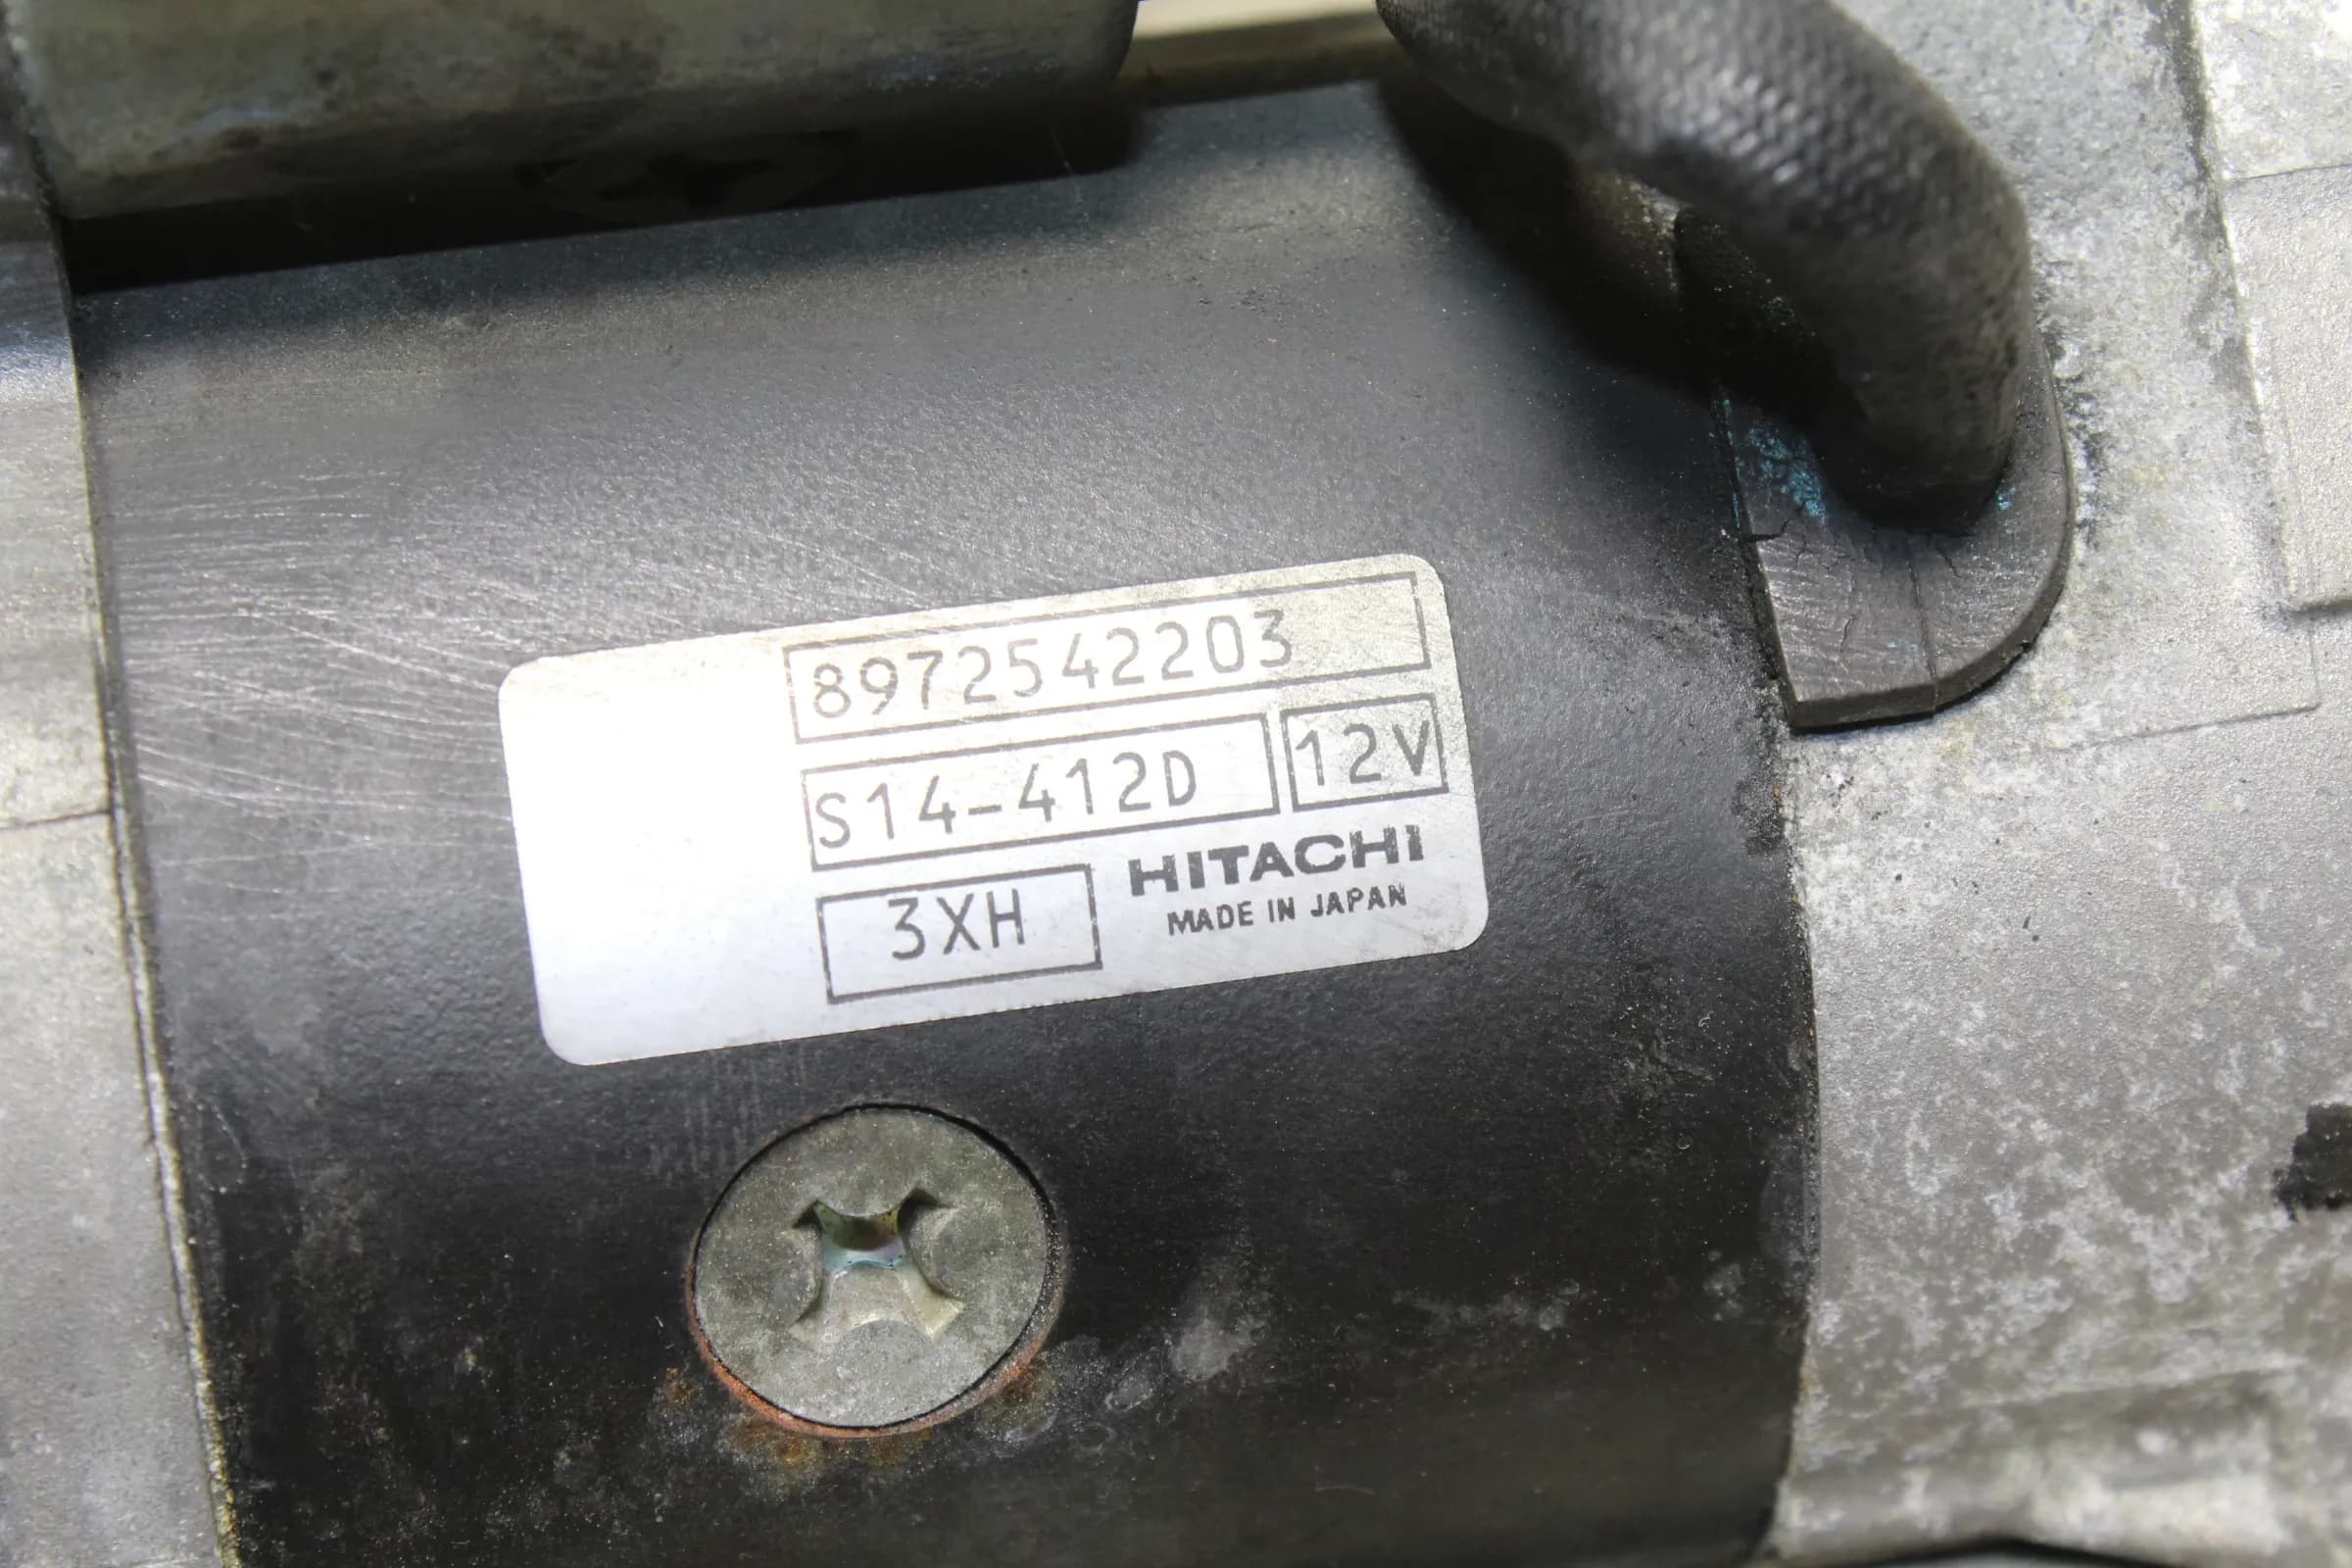 8972542203
S14-412D 12V
3XH HITACHI
MADE IN JAPAN